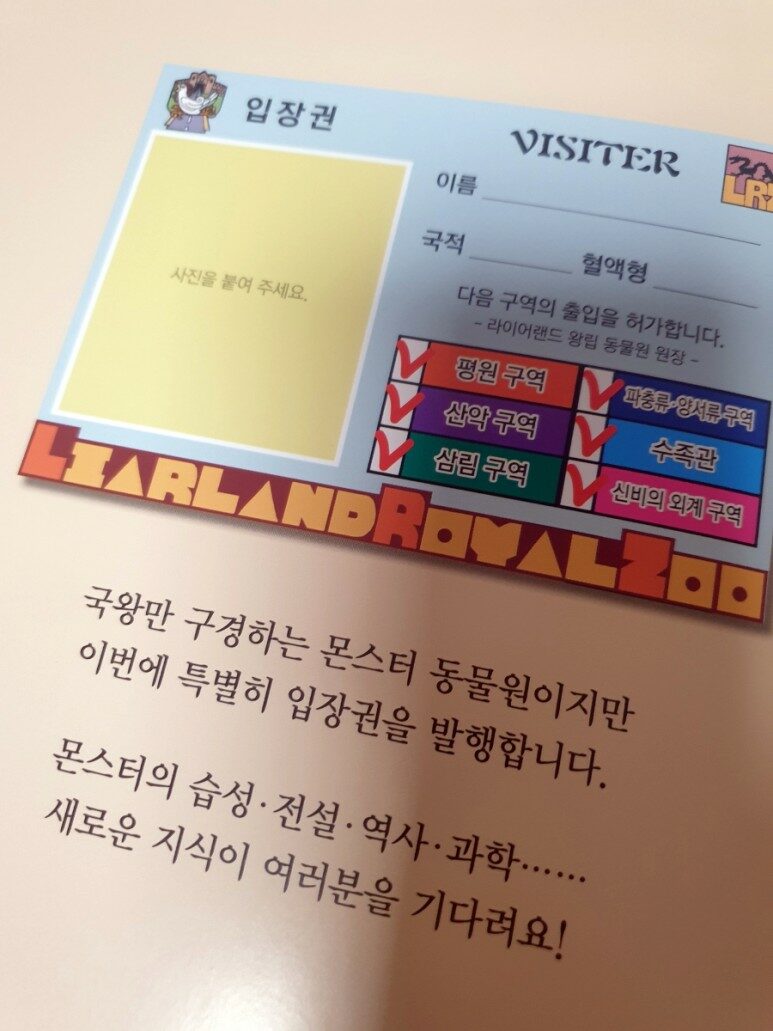 입장권
VISITER
LRZ
이름
국적 혈액형
사진을 붙여 주세요.
다음 구역의 출입을 허가합니다.
- 라이어랜드 왕립 동물원 원장 -
평원 구역
파충류·양서류 구역
산악 구역
수족관
삼림 구역
신비의 외계 구역
LIARLAND ROYAL ZOO
국왕만 구경하는 몬스터 동물원이지만
이번에 특별히 입장권을 발행합니다.
몬스터의 습성·전설·역사·과학……
새로운 지식이 여러분을 기다려요!